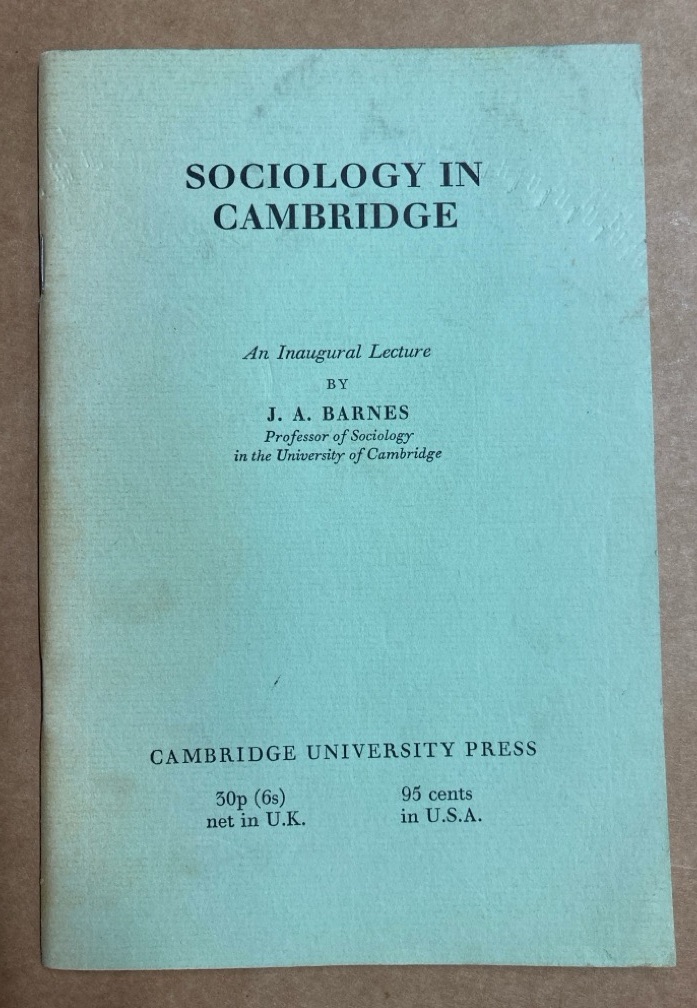 SOCIOLOGY IN
CAMBRIDGE
An Inaugural Lecture
BY
J. A. BARNES
Professor of Sociology
in the University of Cambridge
CAMBRIDGE UNIVERSITY PRESS
30p (6s)
net in U.K.
95 cents
in U.S.A.